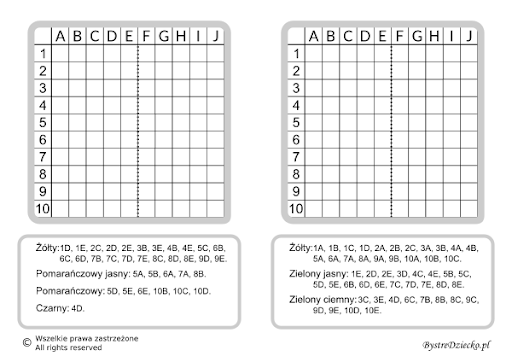 A B C D E F G H I J
1
2
3
4
5
6
7
8
9
10
Żółty:1D, 1E, 2C, 2D, 2E, 3B, 3E, 4B, 4E, 5C, 6B,
6C, 6D, 7B, 7C, 7D, 7E, 8C, 8D, 8E, 9D, 9E.
Pomarańczowy jasny: 5A, 5B, 6A, 7A, 8B.
Pomarańczowy: 5D, 5E, 6E, 10B, 10C, 10D.
Czarny: 4D.
A B C D E F G H I J
1
2
3
4
5
6
7
8
9
10
Żółty:1A, 1B, 1C, 1D, 2A, 2B, 2C, 3A, 3B, 4A, 4B,
5A, 6A, 7A, 8A, 9A, 9B, 10A, 10B, 10C.
Zielony jasny: 1E, 2D, 2E, 3D, 4C, 4E, 5B, 5C,
5D, 5E, 6B, 6D, 6E, 7C, 7D, 7E, 8D, 8E.
Zielony ciemny: 3C, 3E, 4D, 6C, 7B, 8B, 8C, 9C,
9D, 9E, 10D, 10E.
© Wszelkie prawa zastrzeżone
All rights reserved
BystreDziecko.pl